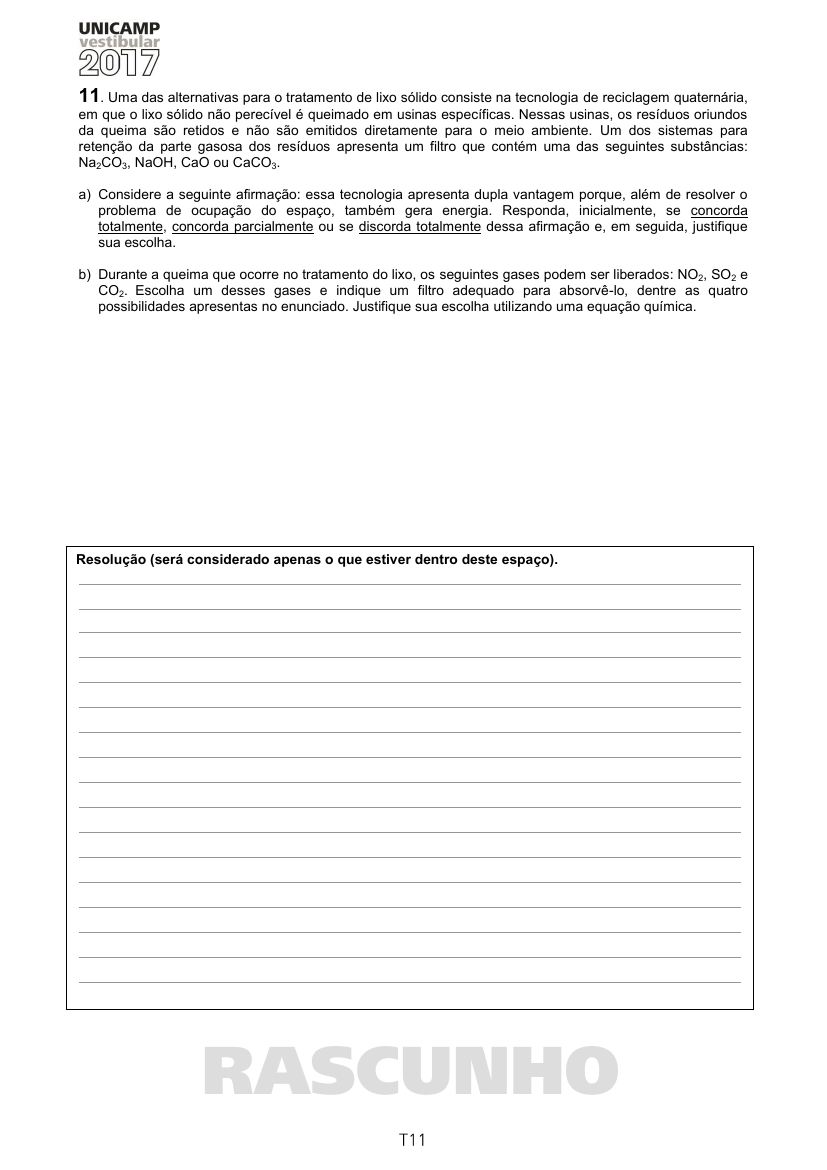 UNICAMP
vestibular
2017
11. Uma das alternativas para o tratamento de lixo sólido consiste na tecnologia de reciclagem quaternária,
em que o lixo sólido não perecível é queimado em usinas específicas. Nessas usinas, os resíduos oriundos
da queima são retidos e não são emitidos diretamente para o meio ambiente. Um dos sistemas para
retenção da parte gasosa dos resíduos apresenta um filtro que contém uma das seguintes substâncias:
Na₂CO₃, NaOH, CaO ou CaCO₃.
a) Considere a seguinte afirmação: essa tecnologia apresenta dupla vantagem porque, além de resolver o
problema de ocupação do espaço, também gera energia. Responda, inicialmente, se concorda
totalmente, concorda parcialmente ou se discorda totalmente dessa afirmação e, em seguida, justifique
sua escolha.
b) Durante a queima que ocorre no tratamento do lixo, os seguintes gases podem ser liberados: NO₂, SO₂ e
CO₂. Escolha um desses gases e indique um filtro adequado para absorvê-lo, dentre as quatro
possibilidades apresentas no enunciado. Justifique sua escolha utilizando uma equação química.
Resolução (será considerado apenas o que estiver dentro deste espaço).
RASCUNHO
T11